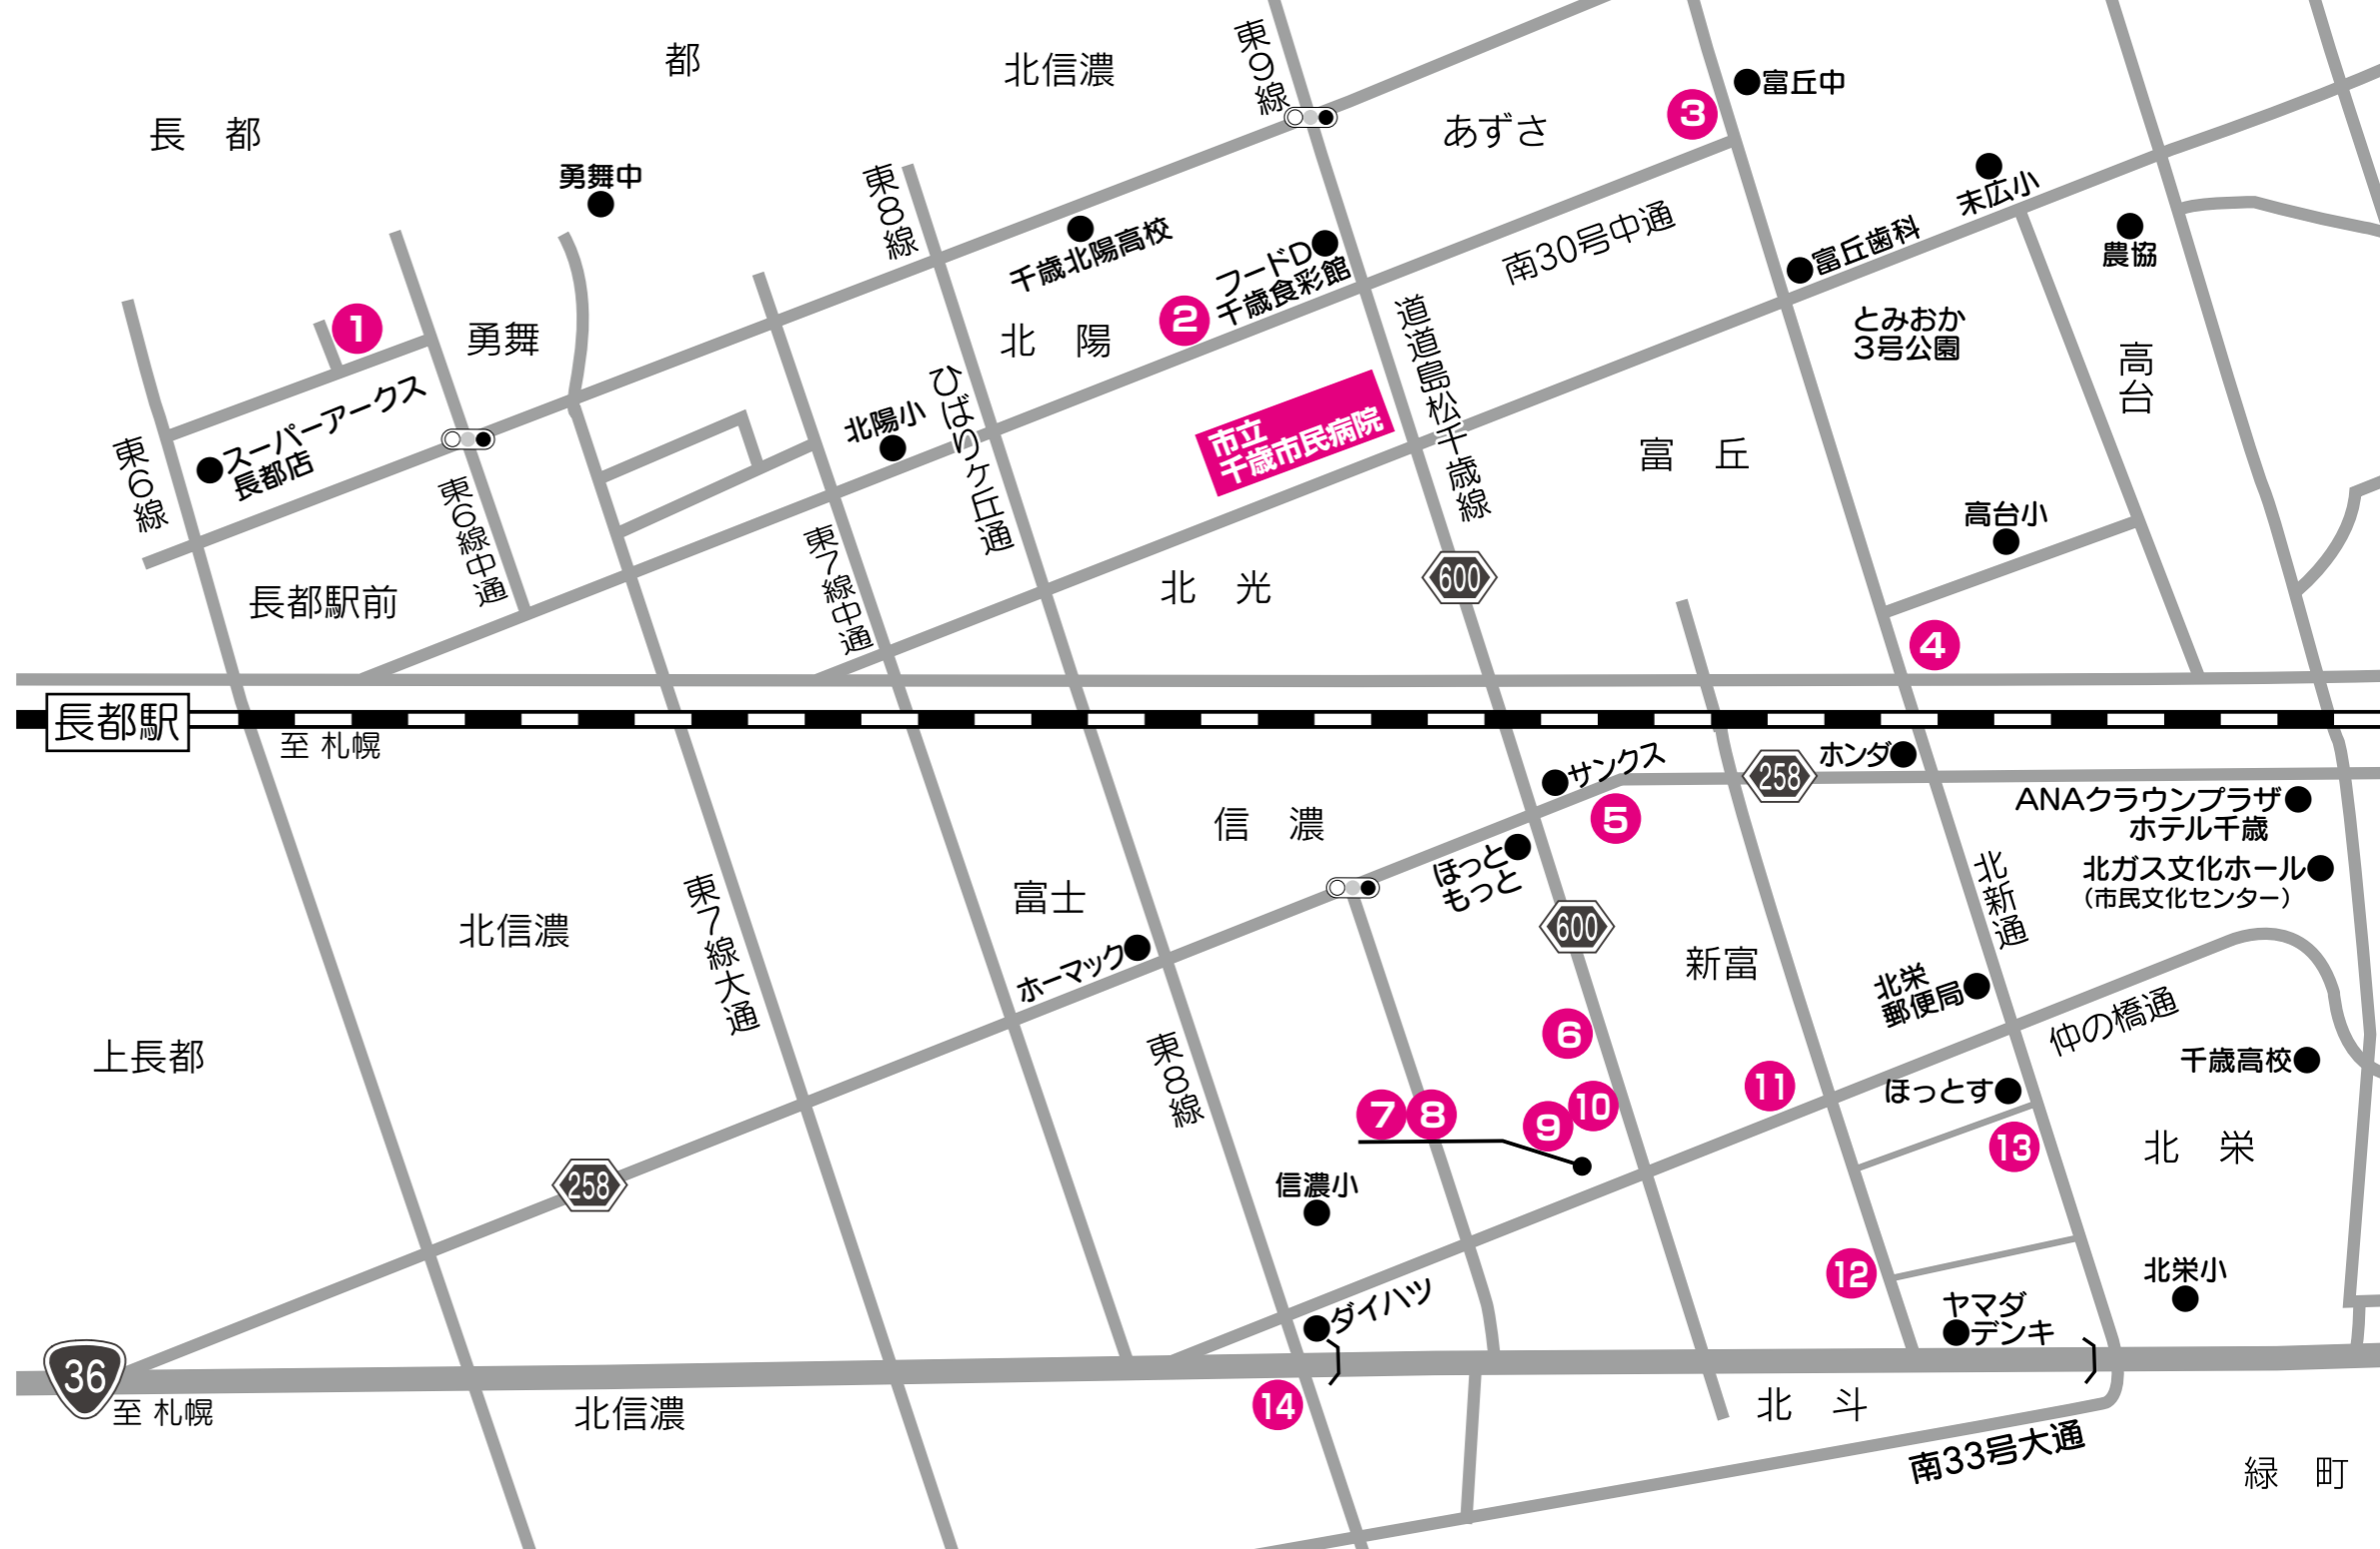 都
北信濃
東9線
長　都
あずさ
3
富丘中
勇舞中
東8線
千歳北陽高校
フードD
千歳食彩館
南30号中通
富丘歯科
末広小
農協
1
勇舞
北　陽
2
道道島松千歳線
とみおか
3号公園
高台
スーパーアークス
長都店
東6線
東6線中通
北陽小
ひばりヶ丘通
市立
千歳市民病院
富　丘
高台小
長都駅前
東7線中通
北　光
600
4
長都駅
至 札幌
サンクス
258
ホンダ
5
信　濃
ほっと
もっと
ANAクラウンプラザ
ホテル千歳
北ガス文化ホール
（市民文化センター）
北新通
富士
北信濃
東7線大通
ホーマック
600
新富
北栄
郵便局
仲の橋通
上長都
東8線
6
7
8
9
10
11
ほっとす
千歳高校
13
北　栄
258
信濃小
12
ダイハツ
ヤマダ
デンキ
北栄小
36
至 札幌
北信濃
14
北　斗
南33号大通
緑　町